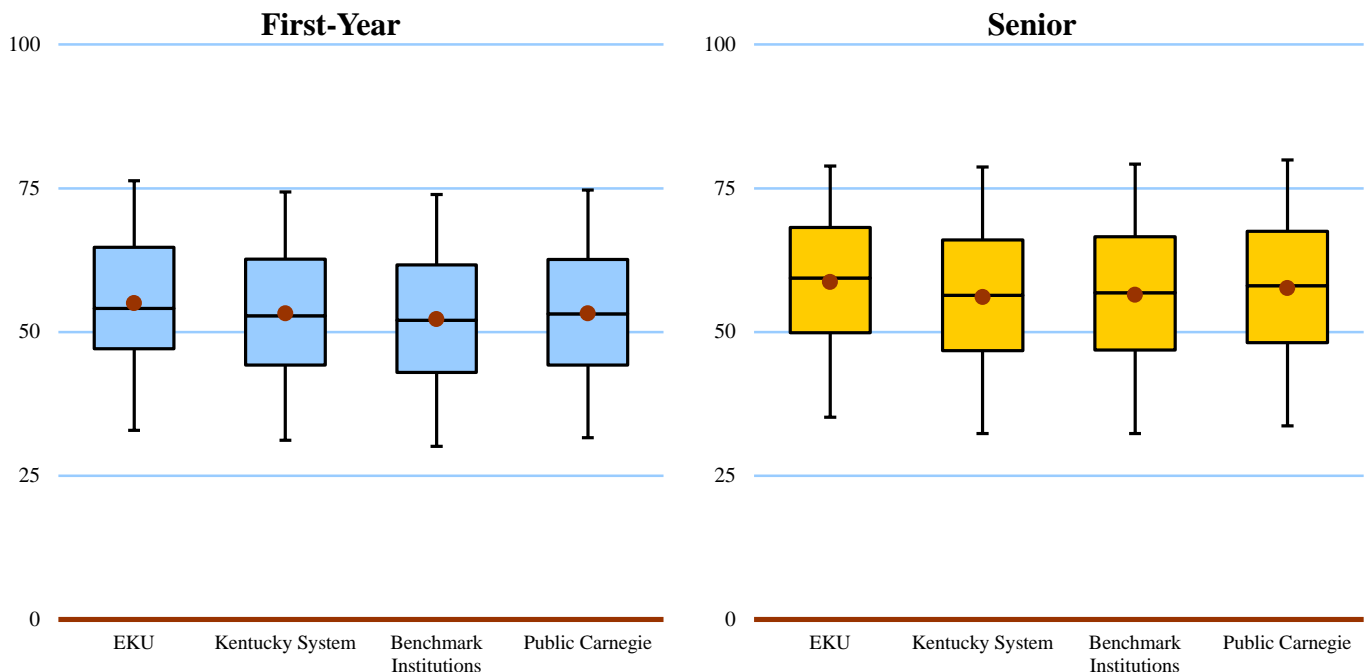 First-Year
100
75
50
25
0
EKU
Kentucky System
Benchmark
Institutions
Public Carnegie
Senior
100
75
50
25
0
EKU
Kentucky System
Benchmark
Institutions
Public Carnegie